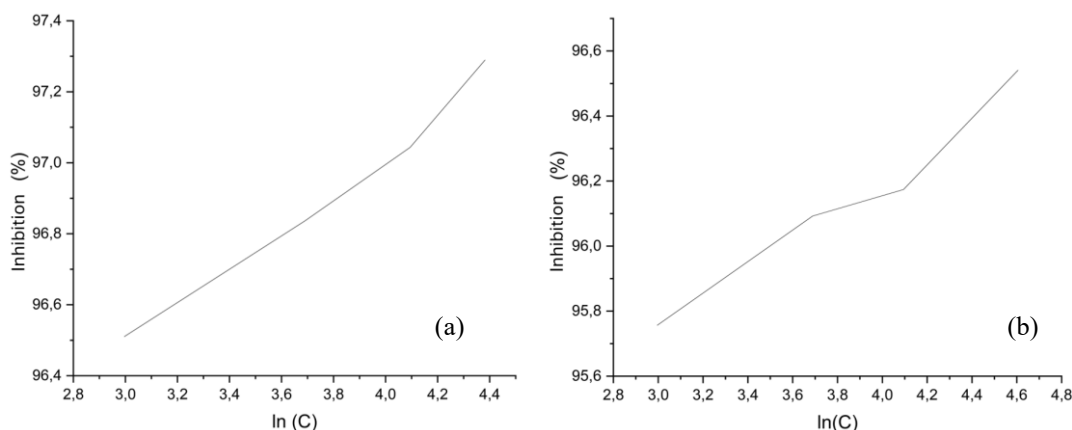 97,4
97,2
97,0
96,8
96,6
96,4
Inhibition (%)
2,8 3,0 3,2 3,4 3,6 3,8 4,0 4,2 4,4
ln (C)
(a)
96,6
96,4
96,2
96,0
95,8
95,6
Inhibition (%)
2,8 3,0 3,2 3,4 3,6 3,8 4,0 4,2 4,4 4,6 4,8
ln(C)
(b)